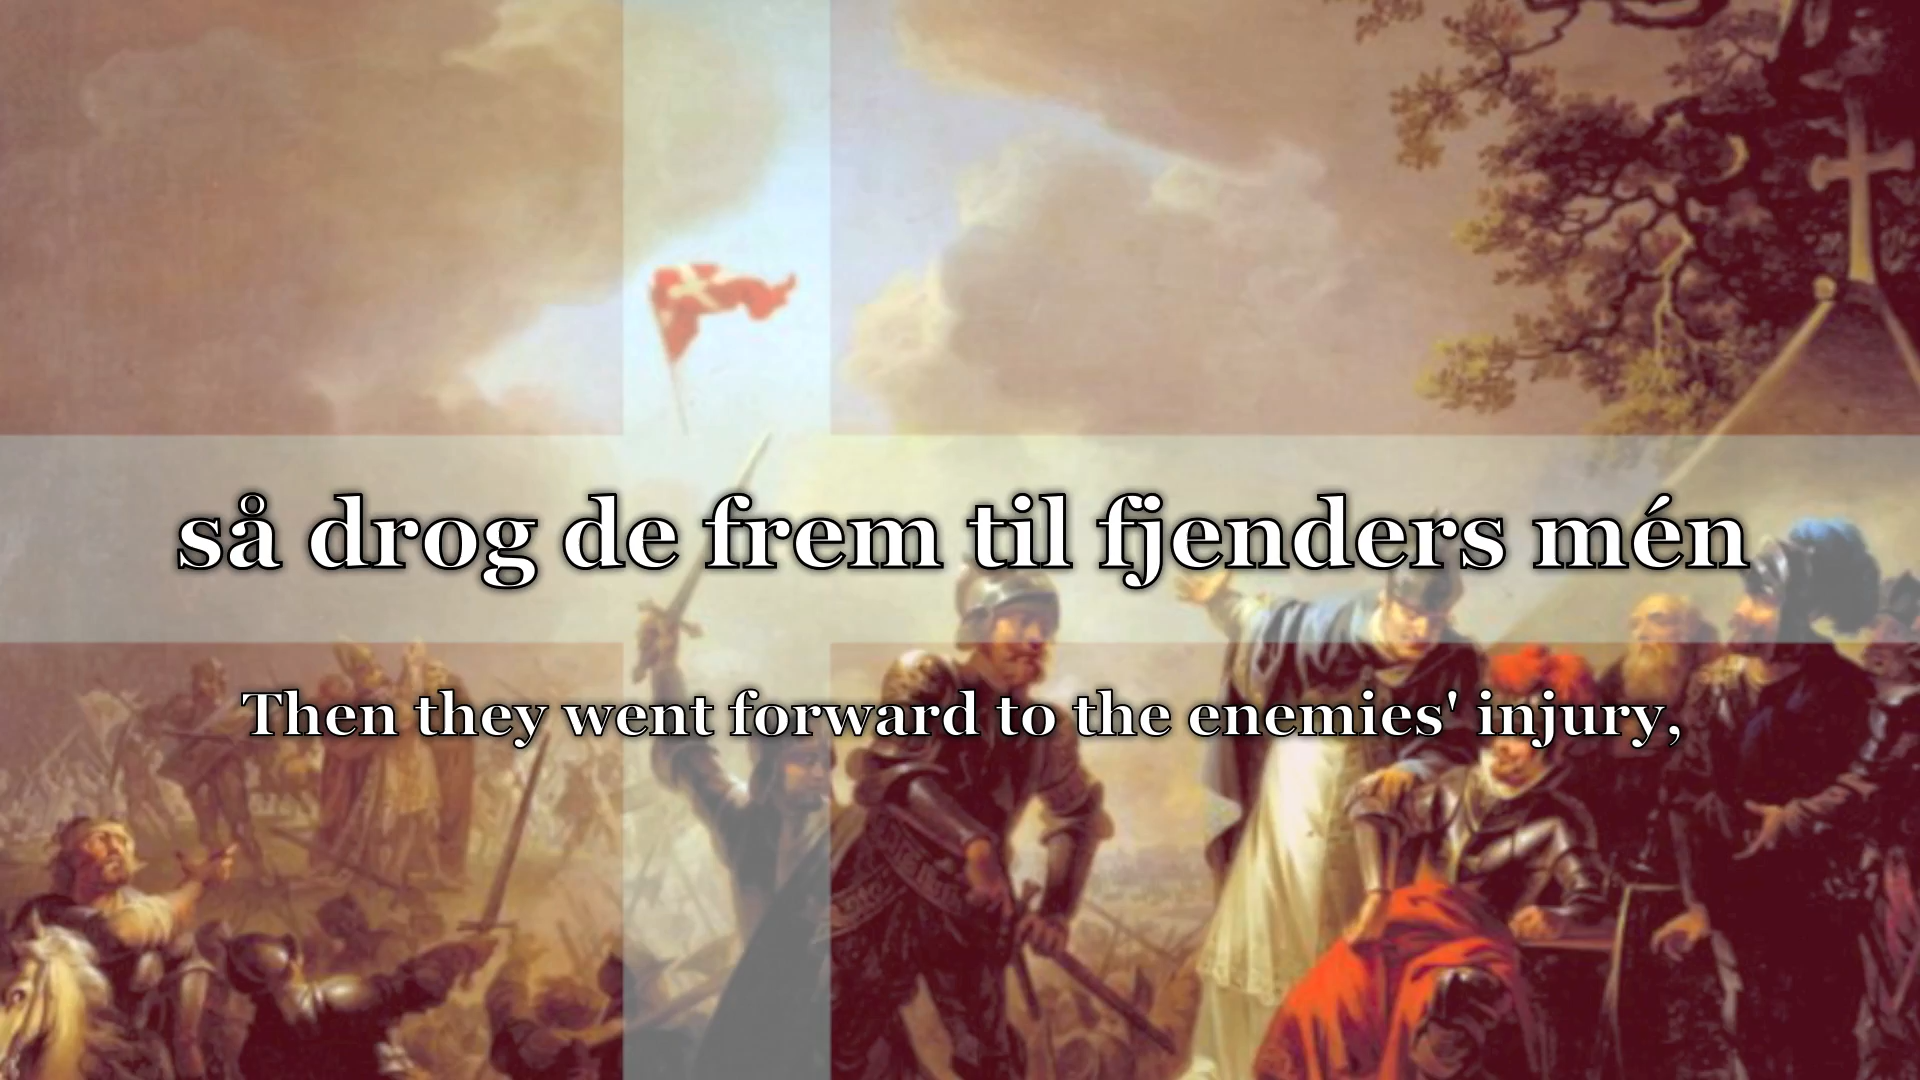 så drog de frem til fjenders mén
Then they went forward to the enemies' injury,